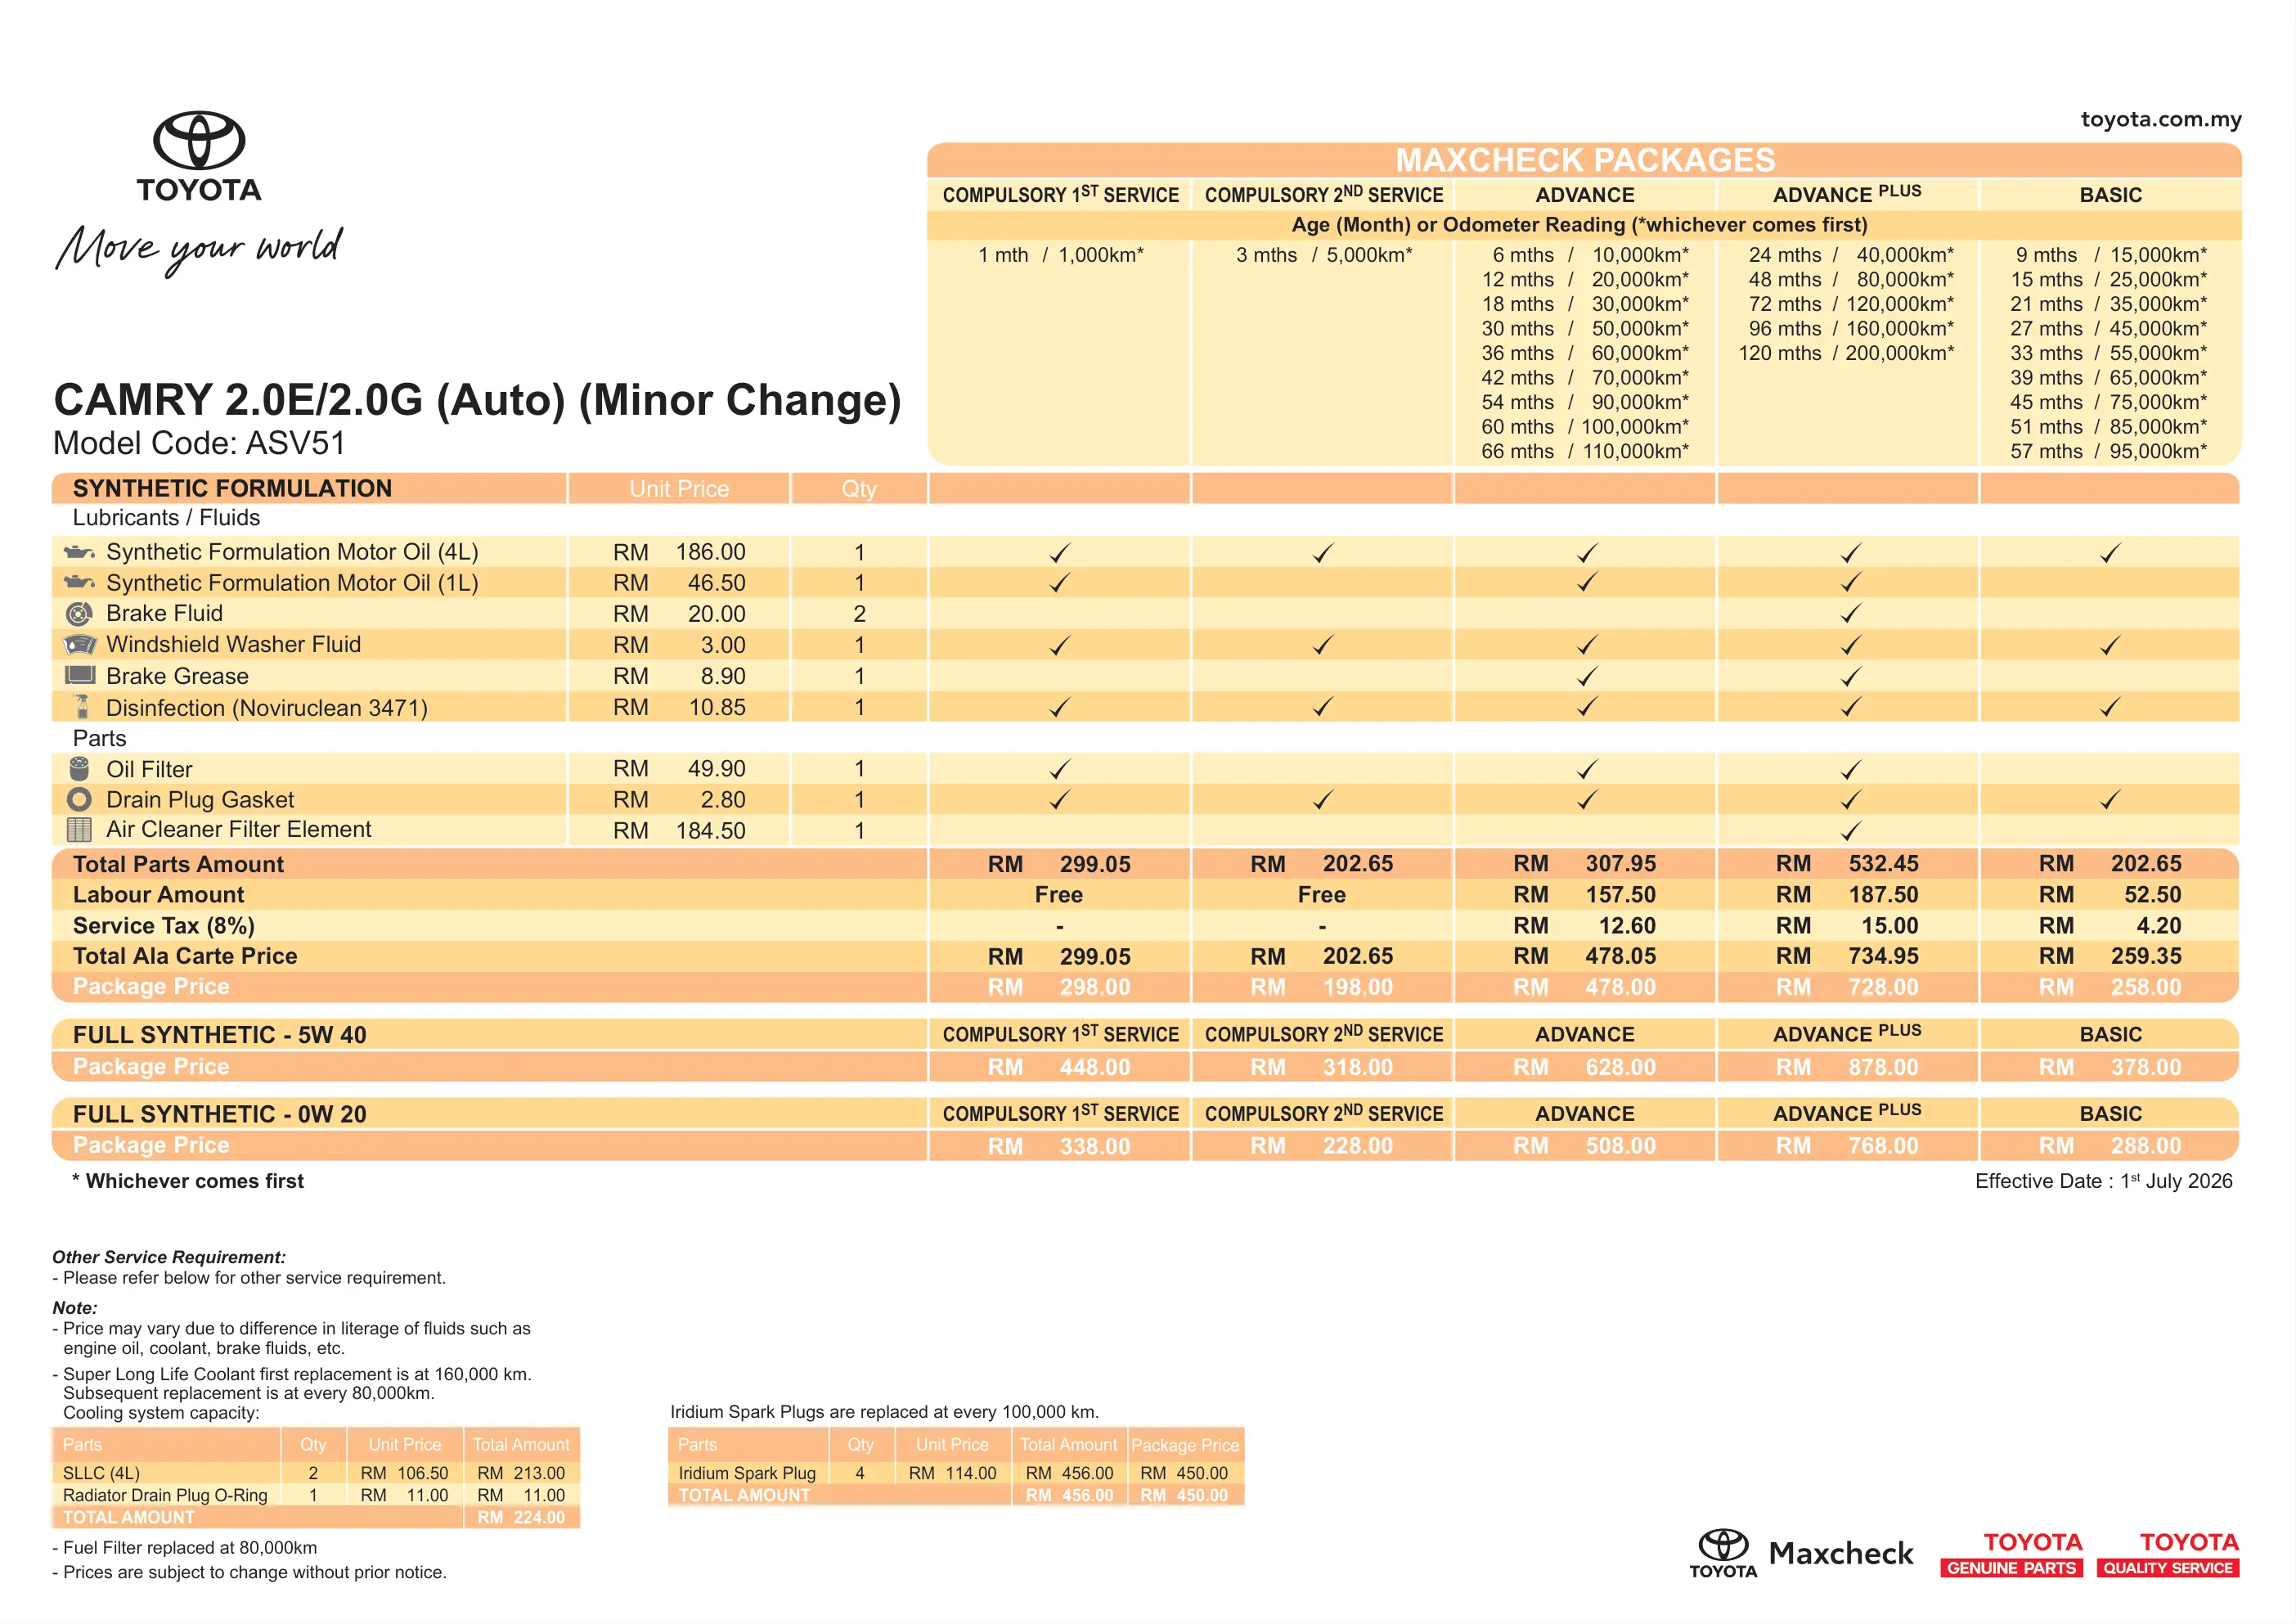 TOYOTA
Move your world
toyota.com.my
MAXCHECK PACKAGES
COMPULSORY 1ST SERVICE COMPULSORY 2ND SERVICE ADVANCE ADVANCE PLUS BASIC
Age (Month) or Odometer Reading (*whichever comes first)
1 mth / 1,000km* 3 mths / 5,000km* 6 mths / 10,000km* 24 mths / 40,000km* 9 mths / 15,000km*
12 mths / 20,000km* 48 mths / 80,000km* 15 mths / 25,000km*
18 mths / 30,000km* 72 mths / 120,000km* 21 mths / 35,000km*
30 mths / 50,000km* 96 mths / 160,000km* 27 mths / 45,000km*
36 mths / 60,000km* 120 mths / 200,000km* 33 mths / 55,000km*
42 mths / 70,000km* 39 mths / 65,000km*
54 mths / 90,000km* 45 mths / 75,000km*
60 mths / 100,000km* 51 mths / 85,000km*
66 mths / 110,000km* 57 mths / 95,000km*
CAMRY 2.0E/2.0G (Auto) (Minor Change)
Model Code: ASV51
SYNTHETIC FORMULATION Unit Price Qty
Lubricants / Fluids
Synthetic Formulation Motor Oil (4L) RM 186.00 1 ✓ ✓ ✓ ✓ ✓
Synthetic Formulation Motor Oil (1L) RM 46.50 1 ✓ ✓ ✓
Brake Fluid RM 20.00 2 ✓
Windshield Washer Fluid RM 3.00 1 ✓ ✓ ✓ ✓ ✓
Brake Grease RM 8.90 1 ✓ ✓
Disinfection (Noviruclean 3471) RM 10.85 1 ✓ ✓ ✓ ✓ ✓
Parts
Oil Filter RM 49.90 1 ✓ ✓ ✓
Drain Plug Gasket RM 2.80 1 ✓ ✓ ✓ ✓ ✓
Air Cleaner Filter Element RM 184.50 1 ✓
Total Parts Amount RM 299.05 RM 202.65 RM 307.95 RM 532.45 RM 202.65
Labour Amount Free Free RM 157.50 RM 187.50 RM 52.50
Service Tax (8%) - - RM 12.60 RM 15.00 RM 4.20
Total Ala Carte Price RM 299.05 RM 202.65 RM 478.05 RM 734.95 RM 259.35
Package Price RM 298.00 RM 198.00 RM 478.00 RM 728.00 RM 258.00
FULL SYNTHETIC - 5W 40 COMPULSORY 1ST SERVICE COMPULSORY 2ND SERVICE ADVANCE ADVANCE PLUS BASIC
Package Price RM 448.00 RM 318.00 RM 628.00 RM 878.00 RM 378.00
FULL SYNTHETIC - 0W 20 COMPULSORY 1ST SERVICE COMPULSORY 2ND SERVICE ADVANCE ADVANCE PLUS BASIC
Package Price RM 338.00 RM 228.00 RM 508.00 RM 768.00 RM 288.00
* Whichever comes first
Effective Date : 1st July 2026
Other Service Requirement:
- Please refer below for other service requirement.
Note:
- Price may vary due to difference in literage of fluids such as
engine oil, coolant, brake fluids, etc.
- Super Long Life Coolant first replacement is at 160,000 km.
Subsequent replacement is at every 80,000km.
Cooling system capacity:
Parts Qty Unit Price Total Amount
SLLC (4L) 2 RM 106.50 RM 213.00
Radiator Drain Plug O-Ring 1 RM 11.00 RM 11.00
TOTAL AMOUNT RM 224.00
- Fuel Filter replaced at 80,000km
- Prices are subject to change without prior notice.
Iridium Spark Plugs are replaced at every 100,000 km.
Parts Qty Unit Price Total Amount Package Price
Iridium Spark Plug 4 RM 114.00 RM 456.00 RM 450.00
TOTAL AMOUNT RM 456.00 RM 450.00
TOYOTA
Maxcheck
TOYOTA
GENUINE PARTS
TOYOTA
QUALITY SERVICE